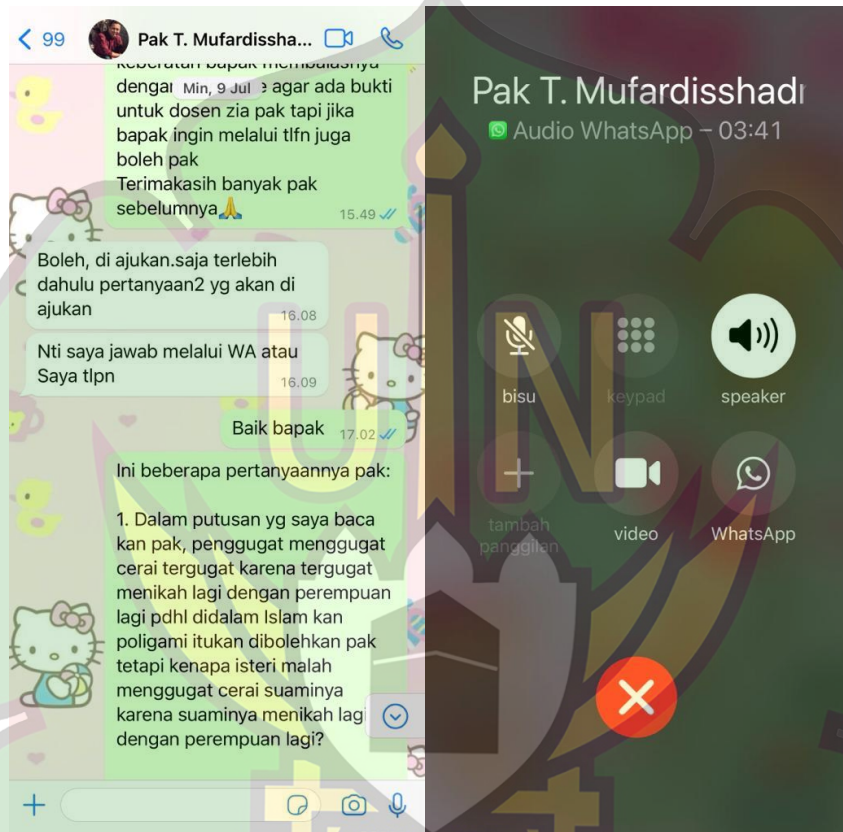 99
Pak T. Mufardissha...
keberatan bapak membalasnya
dengan
Min, 9 Jul
e agar ada bukti
untuk dosen zia pak tapi jika
bapak ingin melalui tlfn juga
boleh pak
Terimakasih banyak pak
sebelumnya🙏
15.49
Boleh, di ajukan.saja terlebih
dahulu pertanyaan2 yg akan di
ajukan
16.08
Nti saya jawab melalui WA atau
Saya tlpn
16.09
Baik bapak
17.02
Ini beberapa pertanyaannya pak:
1. Dalam putusan yg saya baca
kan pak, penggugat menggugat
cerai tergugat karena tergugat
menikah lagi dengan perempuan
lagi pdhl didalam Islam kan
poligami itukan dibolehkan pak
tetapi kenapa isteri malah
menggugat cerai suaminya
karena suaminya menikah lagi
dengan perempuan lagi?
Pak T. Mufardisshadr
Audio WhatsApp – 03:41
bisu
keypad
speaker
tambah
panggilan
video
WhatsApp
UIN